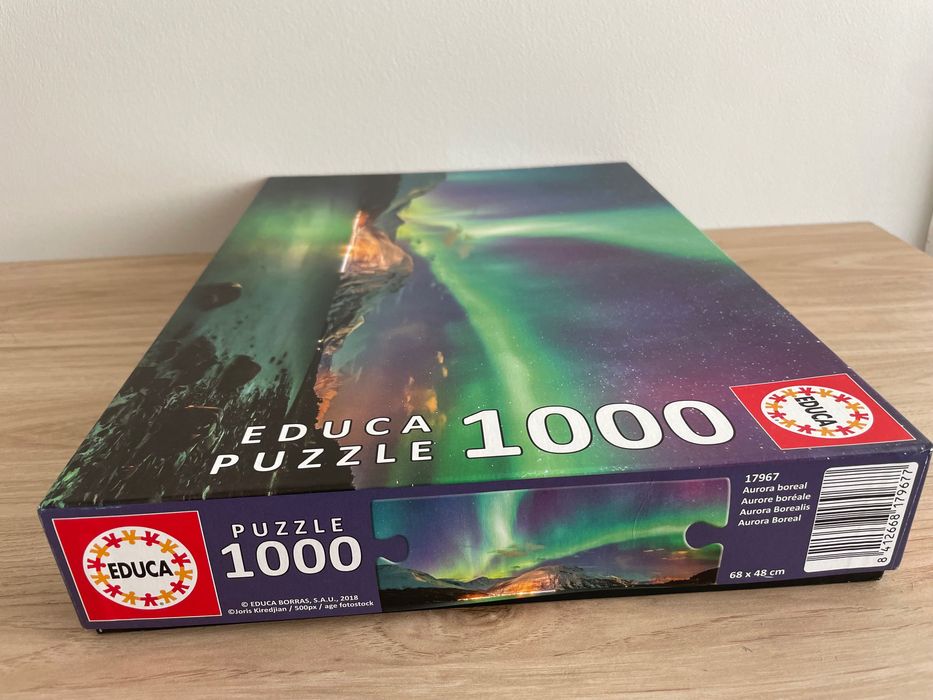 EDUCA
PUZZLE 1000
EDUCA
EDUCA
PUZZLE
1000
© EDUCA BORRAS, S.A.U., 2018
©Joris Kiredjian / 500px / age fotostock
17967
Aurora boreal
Aurore boréale
Aurora Borealis
Aurora Boreal
68 x 48 cm
8 412668 179677